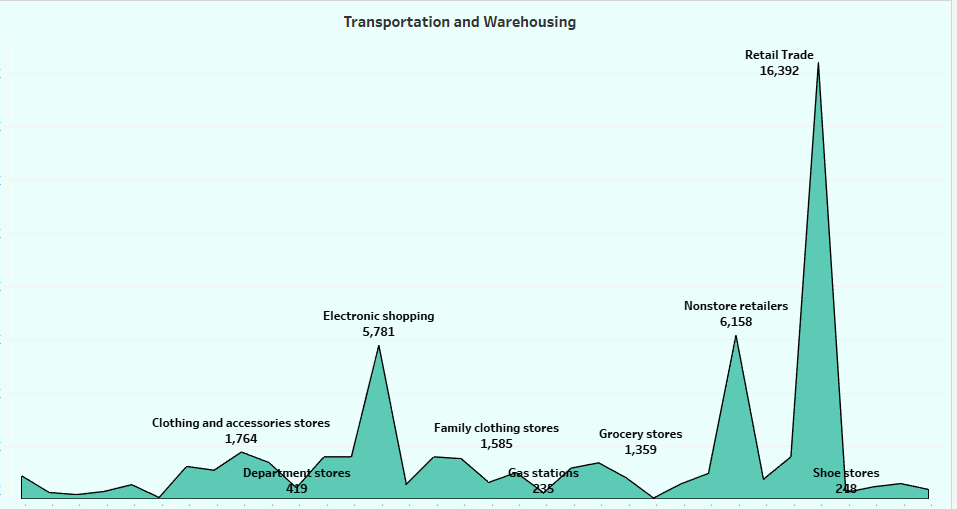 Transportation and Warehousing
Retail Trade
16,392
Nonstore retailers
6,158
Electronic shopping
5,781
Clothing and accessories stores
1,764
Family clothing stores
1,585
Grocery stores
1,359
Department stores
419
Gas stations
235
Shoe stores
248